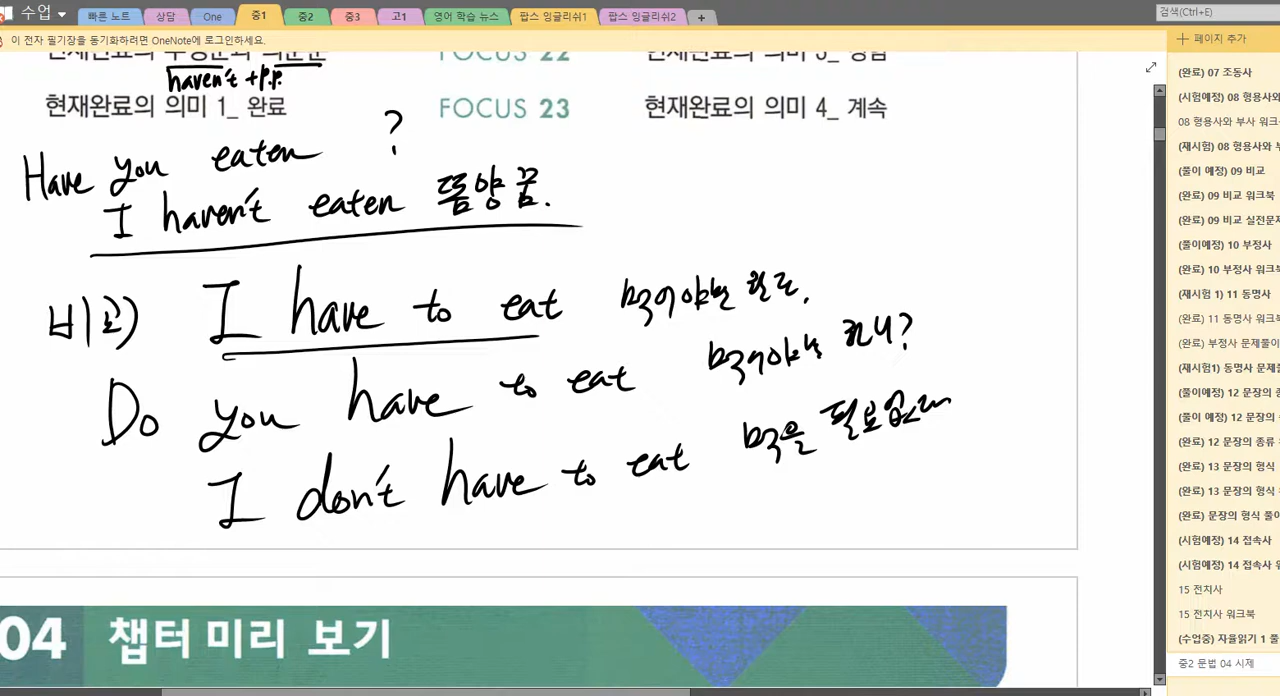 수업
빠른 노트 상담 One 중1 중2 중3 고1 영어 학습 뉴스 팝스 잉글리쉬1 팝스 잉글리쉬2 +
검색(Ctrl+E)
이 전자 필기장을 동기화하려면 OneNote에 로그인하세요.
페이지 추가
FOCUS 22
haven't + p.p.
현재완료의 의미 1_ 완료 FOCUS 23 현재완료의 의미 4_ 계속
Have you eaten ?
I haven't eaten 똠양꿍.
비교) I have to eat
Do you have to eat
I don't have to eat 먹을 필요없다
04 챕터 미리 보기
(완료) 07 조동사
(시험예정) 08 형용사와
08 형용사와 부사 워크
(재시험) 08 형용사와
(풀이 예정) 09 비교
(완료) 09 비교 워크북
(완료) 09 비교 실전문제
(풀이예정) 10 부정사
(완료) 10 부정사 워크북
(재시험 1) 11 동명사
(완료) 11 동명사 워크북
(완료) 부정사 문제풀이
(재시험1) 동명사 문제
(풀이예정) 12 문장의
(풀이 예정) 12 문장의
(완료) 12 문장의 종류
(완료) 13 문장의 형식
(완료) 13 문장의 형식
(완료) 문장의 형식 풀
(시험예정) 14 접속사
(시험예정) 14 접속사
15 전치사
15 전치사 워크북
(수업중) 자율읽기 1
중2 문법 04 시제